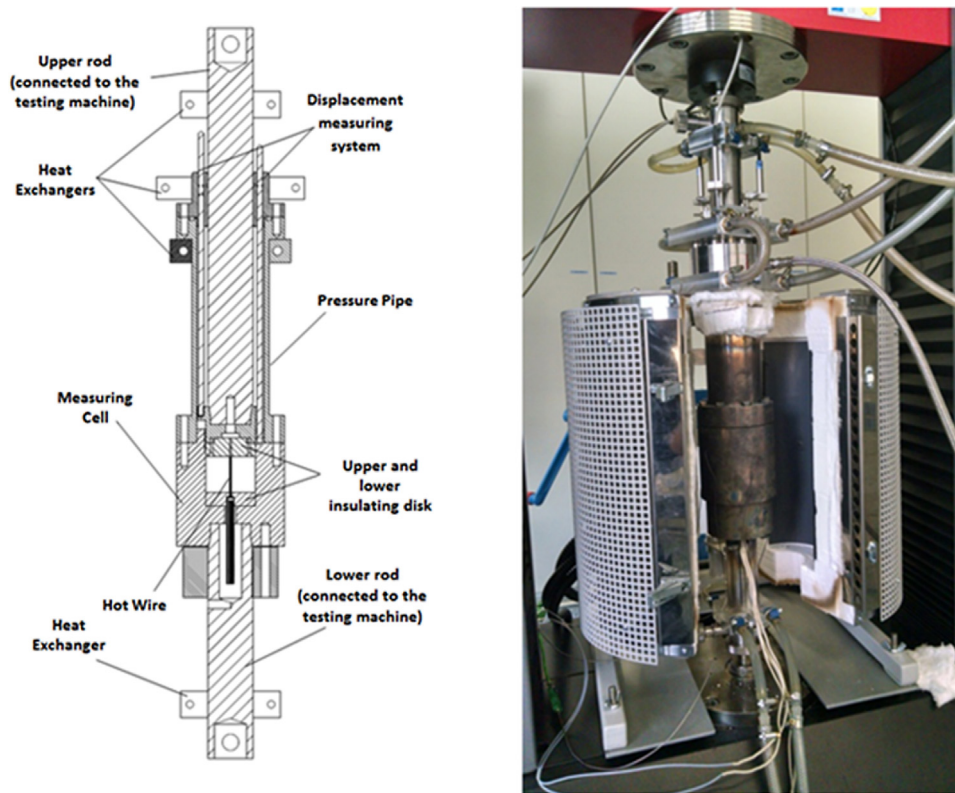 Upper rod
(connected to the
testing machine)
Displacement
measuring
system
Heat
Exchangers
Pressure Pipe
Measuring
Cell
Upper and
lower
insulating disk
Hot Wire
Lower rod
(connected to the
testing machine)
Heat
Exchanger